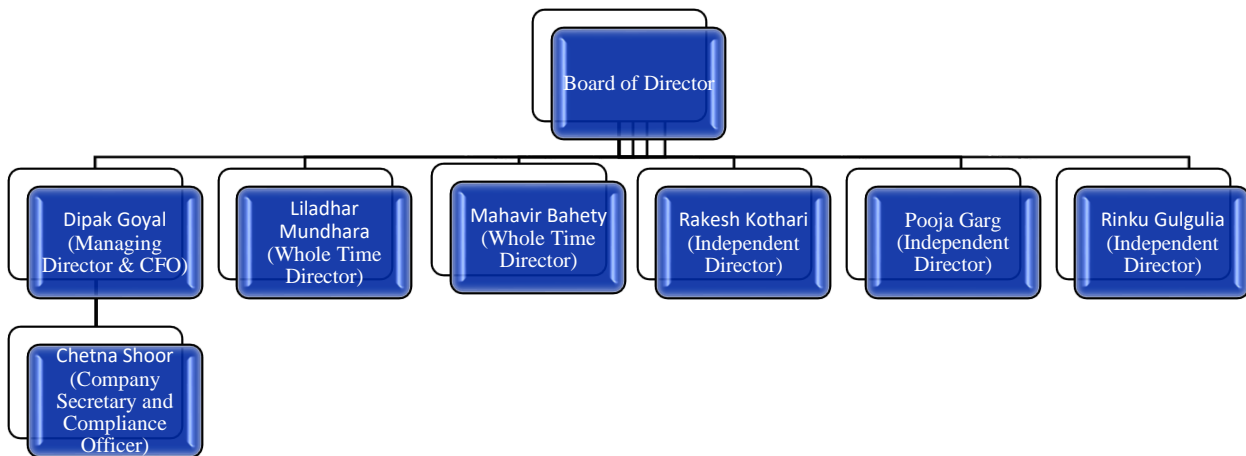 Board of Director
Dipak Goyal
(Managing
Director & CFO)
Liladhar
Mundhara
(Whole Time
Director)
Mahavir Bahety
(Whole Time
Director)
Rakesh Kothari
(Independent
Director)
Pooja Garg
(Independent
Director)
Rinku Gulgulia
(Independent
Director)
Chetna Shoor
(Company
Secretary and
Compliance
Officer)